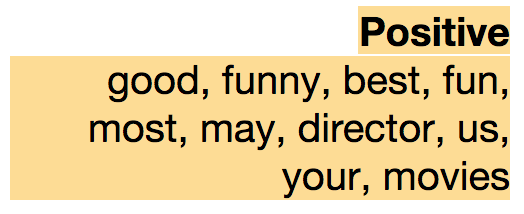 Positive
good, funny, best, fun,
most, may, director, us,
your, movies